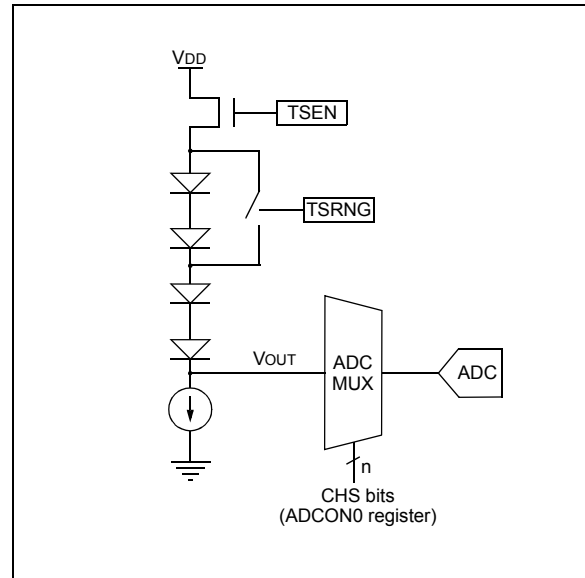 VDD
TSEN
TSRNG
VOUT
ADC
MUX
ADC
n
CHS bits
(ADCON0 register)